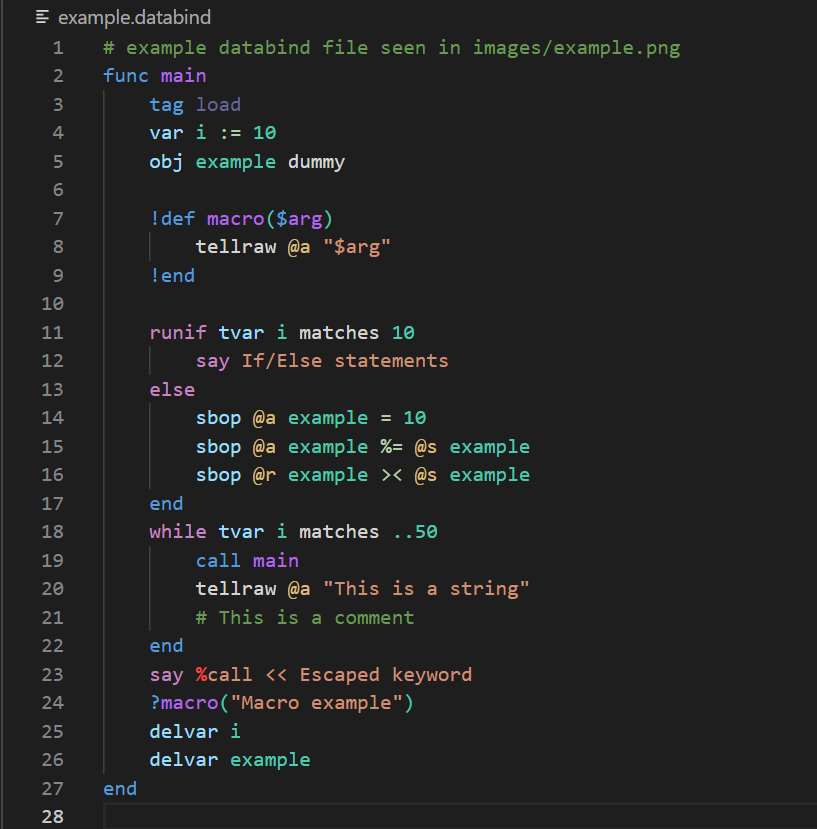 example.databind
1 # example databind file seen in images/example.png
2 func main
3     tag load
4     var i := 10
5     obj example dummy
6
7     !def macro($arg)
8         tellraw @a "$arg"
9     !end
10
11     runif tvar i matches 10
12         say If/Else statements
13     else
14         sbop @a example = 10
15         sbop @a example %= @s example
16         sbop @r example >< @s example
17     end
18     while tvar i matches ..50
19         call main
20         tellraw @a "This is a string"
21         # This is a comment
22     end
23     say %call << Escaped keyword
24     ?macro("Macro example")
25     delvar i
26     delvar example
27 end
28